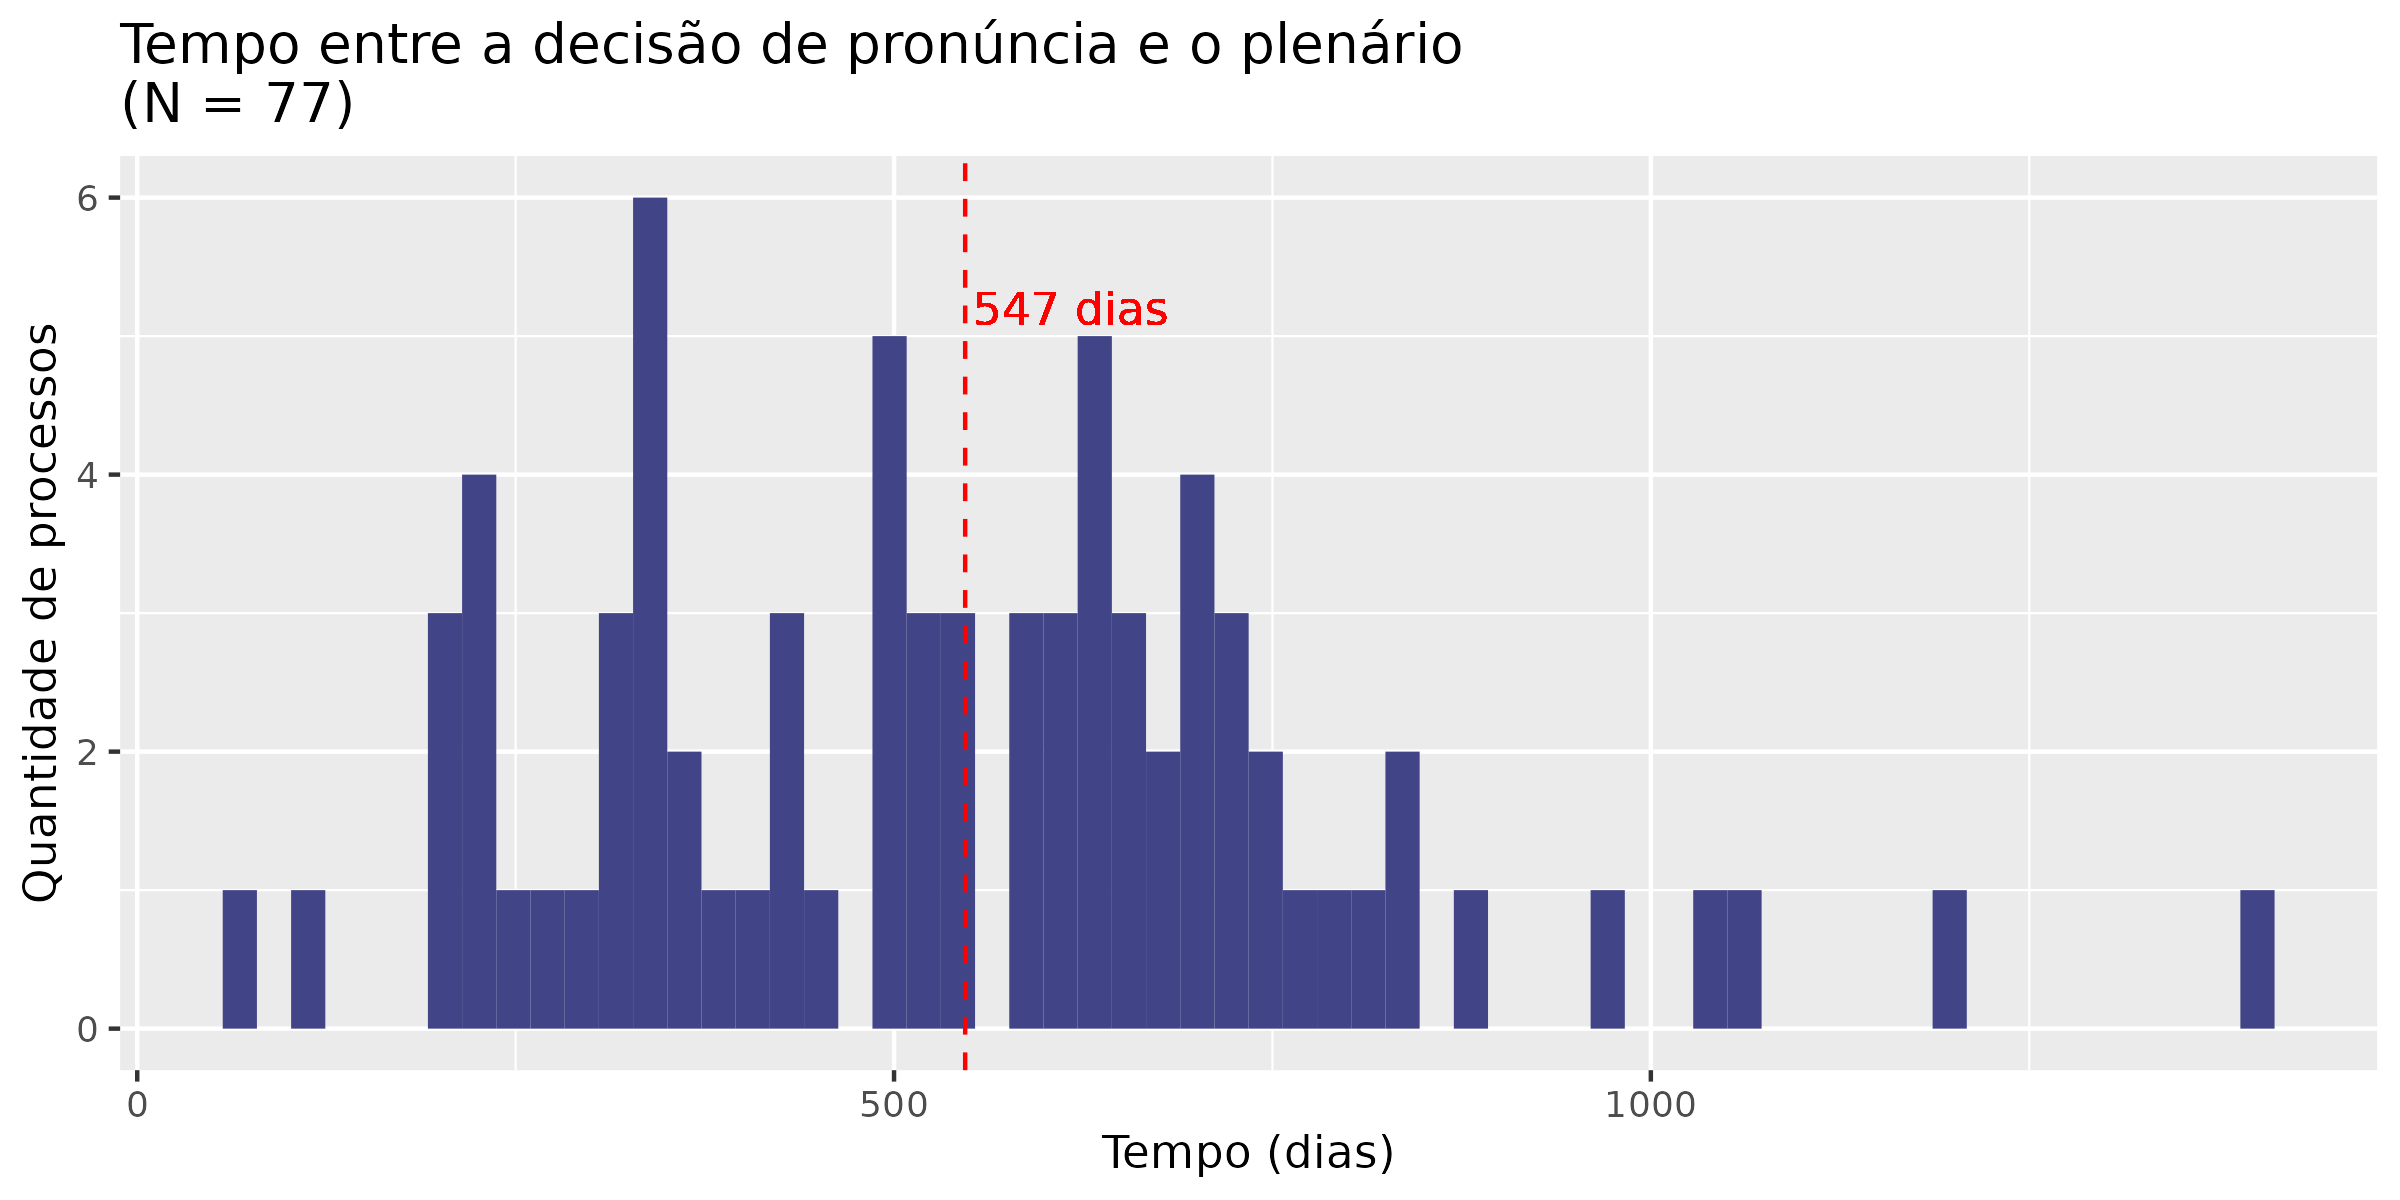 Tempo entre a decisão de pronúncia e o plenário
(N = 77)
Quantidade de processos
6
4
2
0
547 dias
0
500
1000
Tempo (dias)